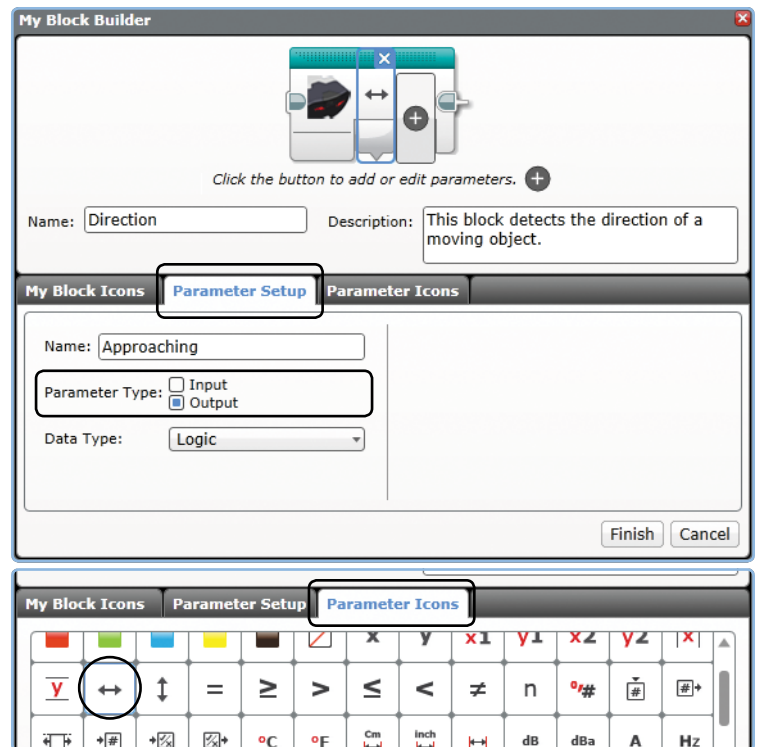 My Block Builder
Click the button to add or edit parameters.
Name: Direction
Description: This block detects the direction of a
moving object.
My Block Icons Parameter Setup Parameter Icons
Name: Approaching
Parameter Type: Input
Output
Data Type: Logic
Finish Cancel
My Block Icons Parameter Setup Parameter Icons
x y x1 y1 x2 y2 |x|
y ↔ ↕ = ≥ > ≤ < ≠ n 0/# # #
# °C °F Cm inch dB dBa A Hz